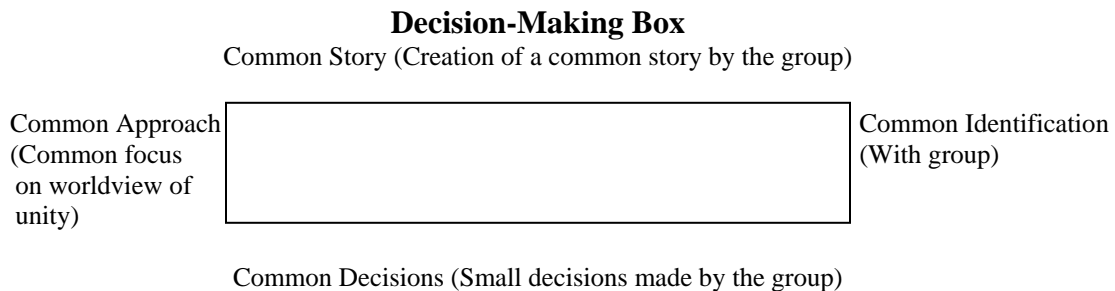 Decision-Making Box
Common Story (Creation of a common story by the group)
Common Approach
(Common focus
on worldview of
unity)
Common Identification
(With group)
Common Decisions (Small decisions made by the group)